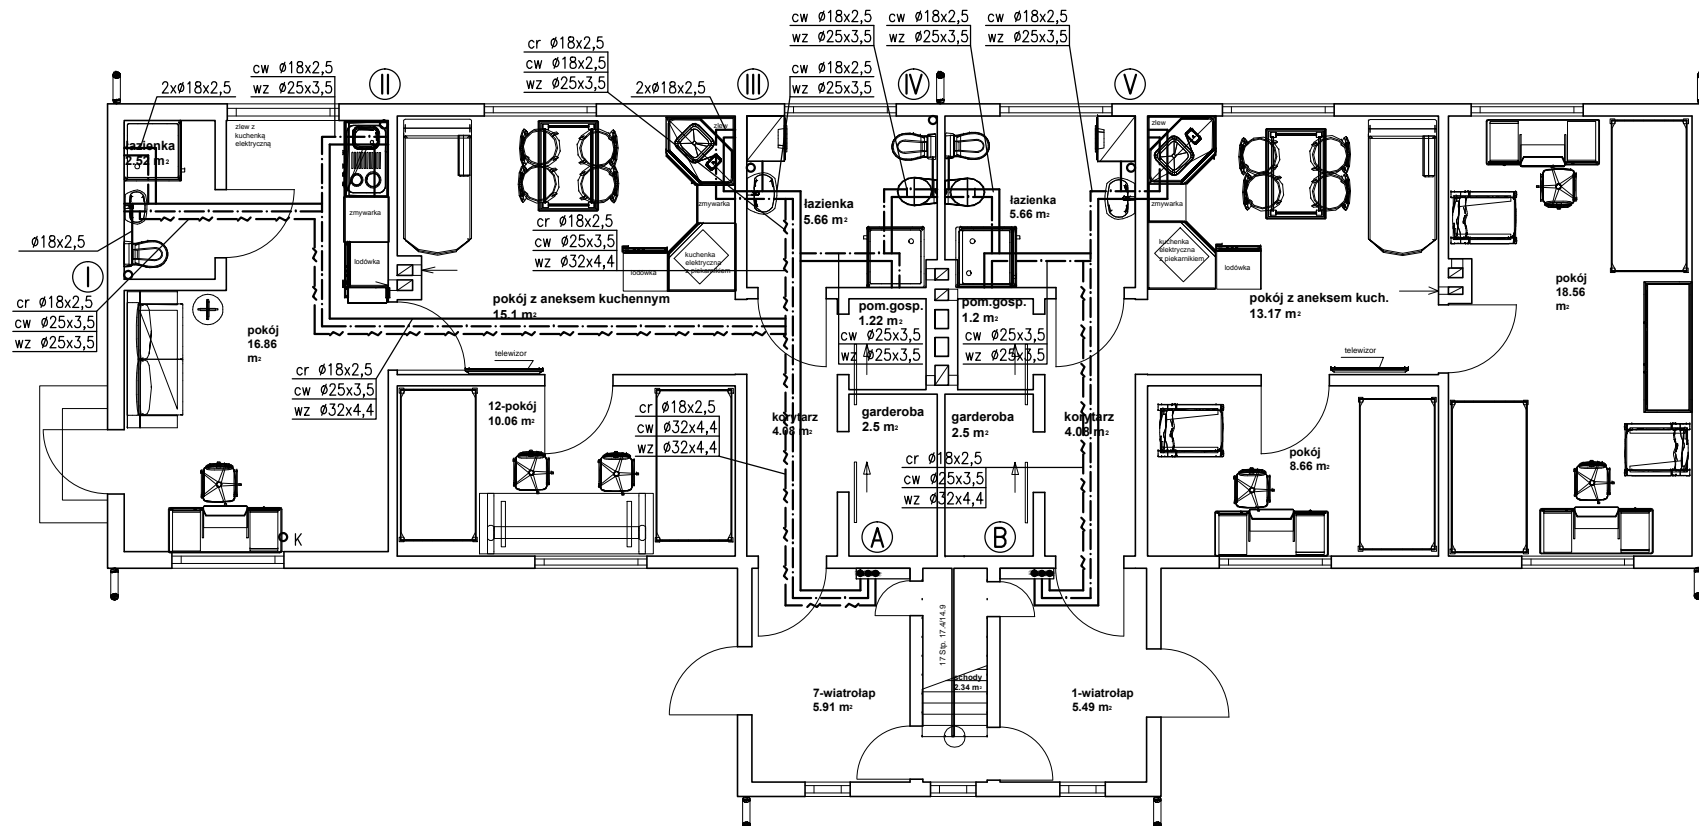 cw ø18x2,5
wz ø25x3,5
cw ø18x2,5
wz ø25x3,5
cw ø18x2,5
wz ø25x3,5
cr ø18x2,5
cw ø18x2,5
wz ø25x3,5
cw ø18x2,5
wz ø25x3,5
cw ø18x2,5
wz ø25x3,5
2xø18x2,5
2xø18x2,5
II
III
IV
V
zlew z
kuchenką
elektryczną
łazienka
2.52 m²
zlew
zlew
zmywarka
zmywarka
zmywarka
ø18x2,5
I
cr ø18x2,5
cw ø25x3,5
wz ø25x3,5
cr ø18x2,5
cw ø25x3,5
wz ø32x4,4
łazienka
5.66 m²
łazienka
5.66 m²
lodówka
kuchenka
elektryczna
z piekarnikiem
lodówka
kuchenka
elektryczna
z piekarnikiem
lodówka
pokój
18.56
m²
pokój z aneksem kuchennym
15.1 m²
pom.gosp.
1.22 m²
pom.gosp.
1.2 m²
pokój z aneksem kuch.
13.17 m²
pokój
16.86
m²
cw ø25x3,5
wz ø25x3,5
cw ø25x3,5
wz ø25x3,5
telewizor
telewizor
cr ø18x2,5
cw ø25x3,5
wz ø32x4,4
12-pokój
10.06 m²
cr ø18x2,5
cw ø32x4,4
wz ø32x4,4
korytarz
4.08 m²
garderoba
2.5 m²
garderoba
2.5 m²
korytarz
4.08 m²
cr ø18x2,5
cw ø25x3,5
wz ø32x4,4
pokój
8.66 m²
K
A
B
17 Stp. 17.4/14.9
schody
2.34 m²
7-wiatrołap
5.91 m²
1-wiatrołap
5.49 m²